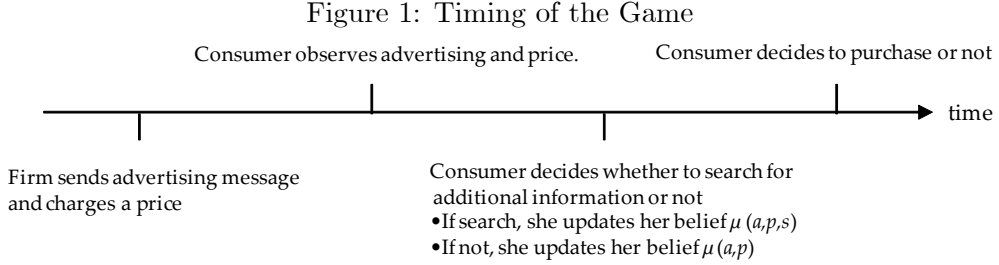 Figure 1: Timing of the Game
Consumer observes advertising and price.
Consumer decides to purchase or not
time
Firm sends advertising message
and charges a price
Consumer decides whether to search for
additional information or not
•If search, she updates her belief μ (a,p,s)
•If not, she updates her belief μ (a,p)